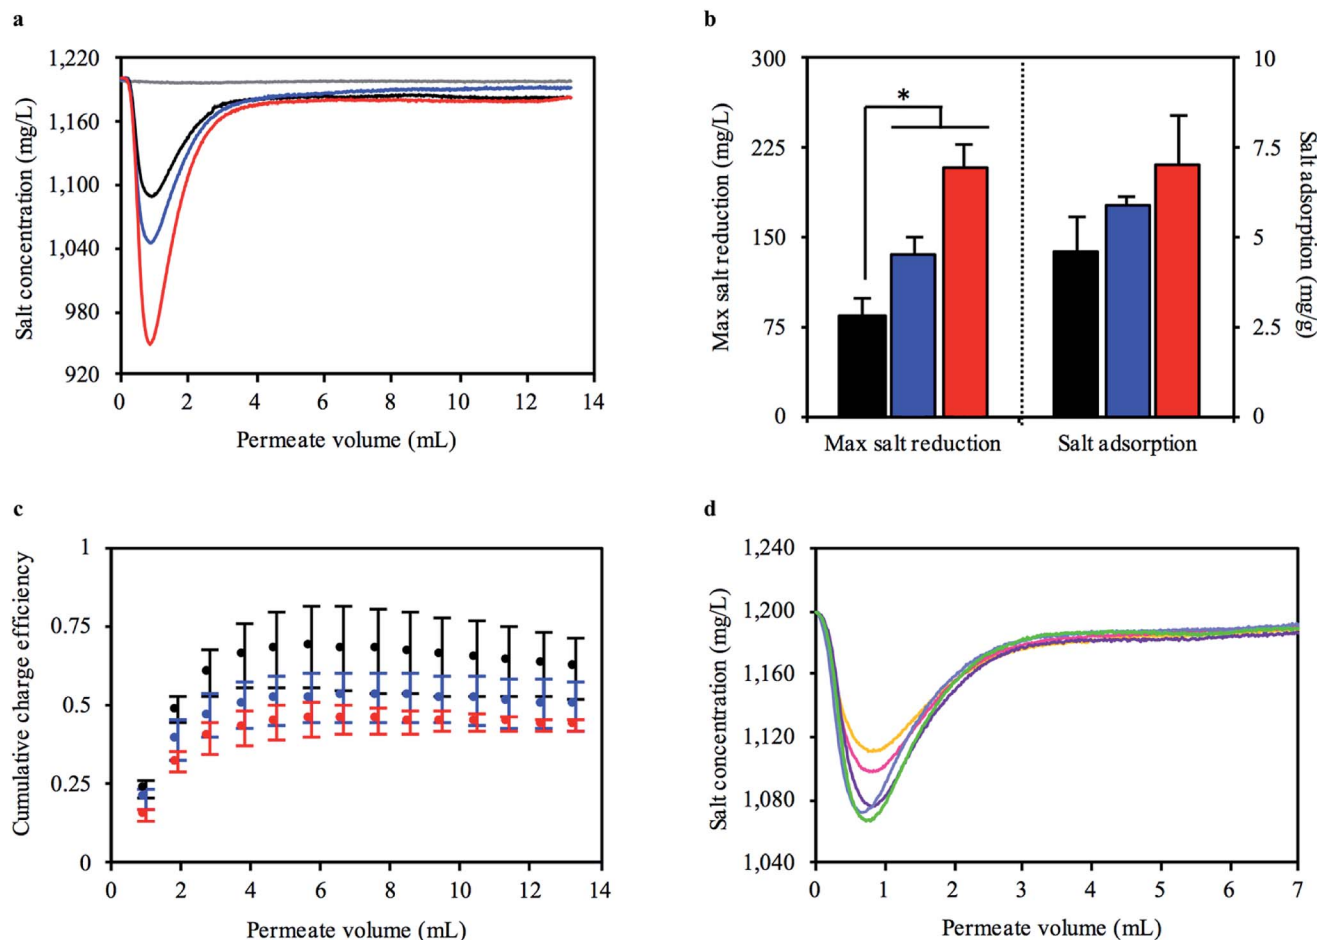 a
1,220
1,160
1,100
1,040
980
920
Salt concentration (mg/L)
0 2 4 6 8 10 12 14
Permeate volume (mL)
b
300
225
150
75
0
Max salt reduction (mg/L)
*
10
7.5
5
2.5
0
Salt adsorption (mg/g)
Max salt reduction Salt adsorption
c
1
0.75
0.5
0.25
0
Cumulative charge efficiency
0 2 4 6 8 10 12 14
Permeate volume (mL)
d
1,240
1,200
1,160
1,120
1,080
1,040
Salt concentration (mg/L)
0 1 2 3 4 5 6 7
Permeate volume (mL)